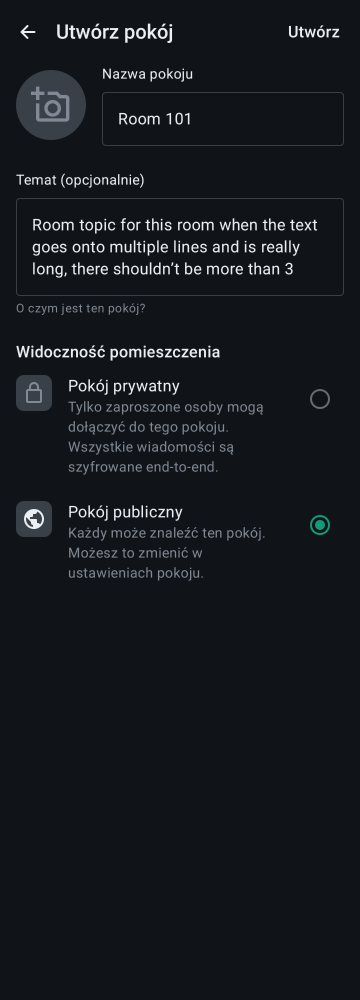 Utwórz pokój
Utwórz
Nazwa pokoju
Room 101
Temat (opcjonalnie)
Room topic for this room when the text
goes onto multiple lines and is really
long, there shouldn’t be more than 3
O czym jest ten pokój?
Widoczność pomieszczenia
Pokój prywatny
Tylko zaproszone osoby mogą
dołączyć do tego pokoju.
Wszystkie wiadomości są
szyfrowane end-to-end.
Pokój publiczny
Każdy może znaleźć ten pokój.
Możesz to zmienić w
ustawieniach pokoju.